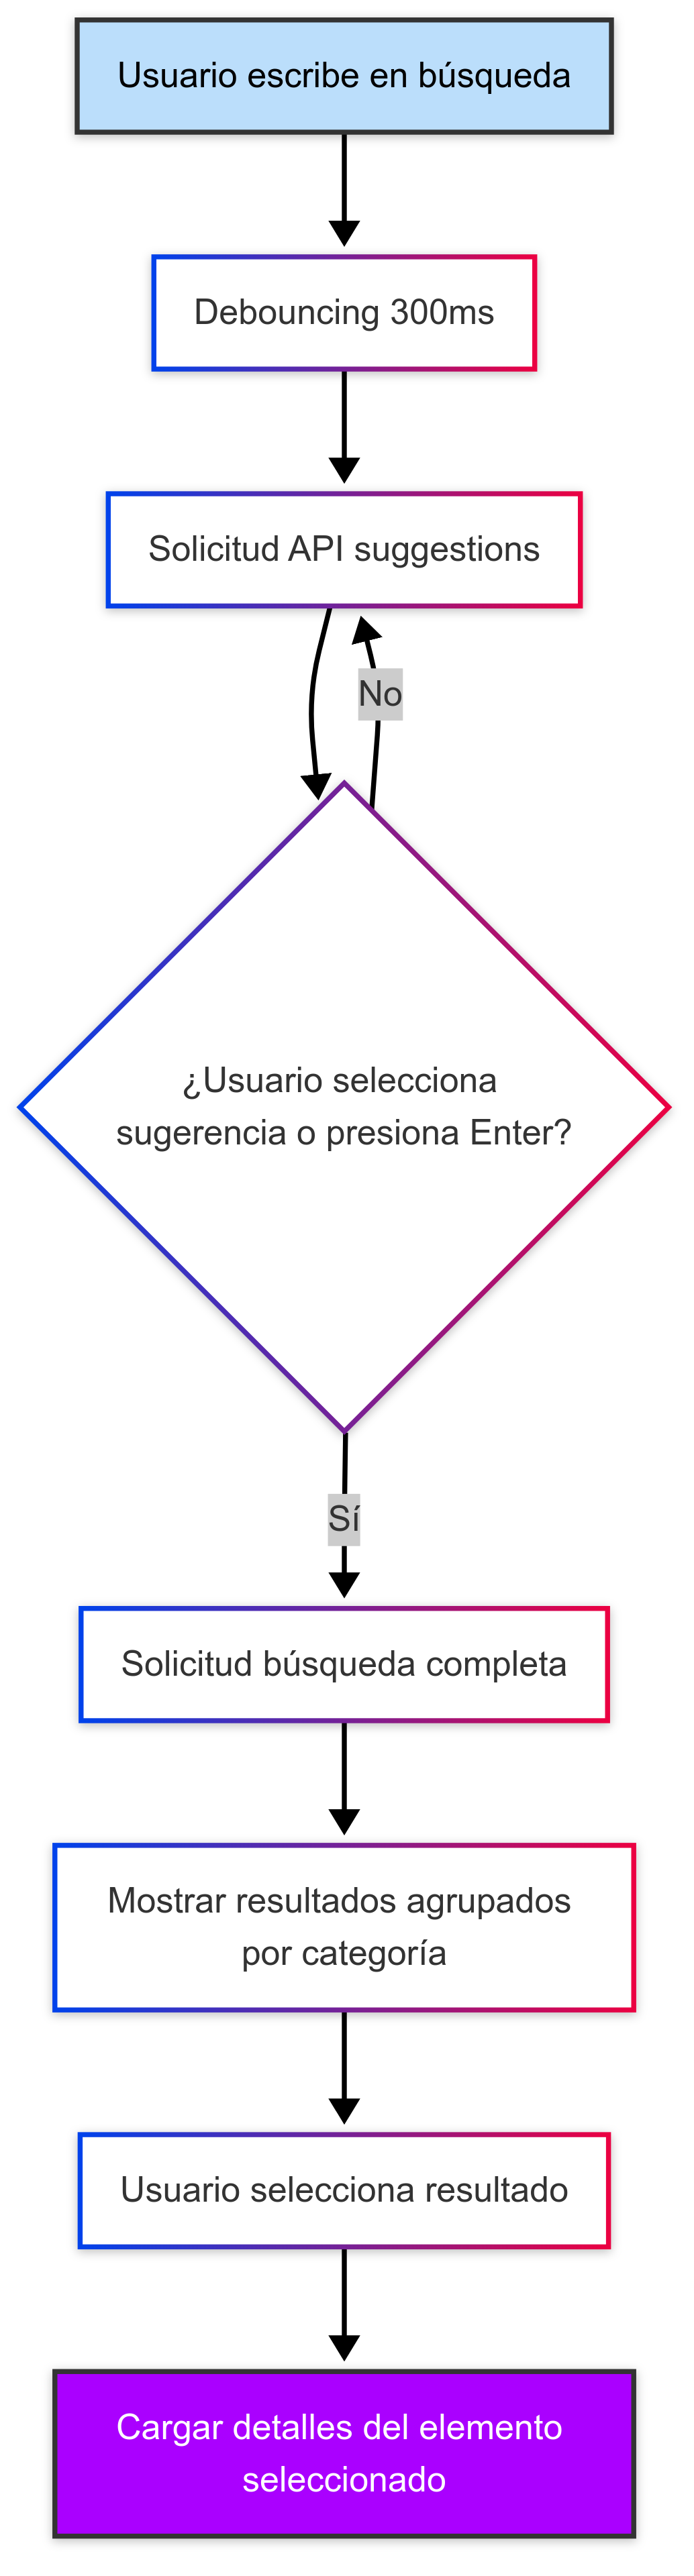 Usuario escribe en búsqueda
Debouncing 300ms
Solicitud API suggestions
No
¿Usuario selecciona
sugerencia o presiona Enter?
Sí
Solicitud búsqueda completa
Mostrar resultados agrupados
por categoría
Usuario selecciona resultado
Cargar detalles del elemento
seleccionado